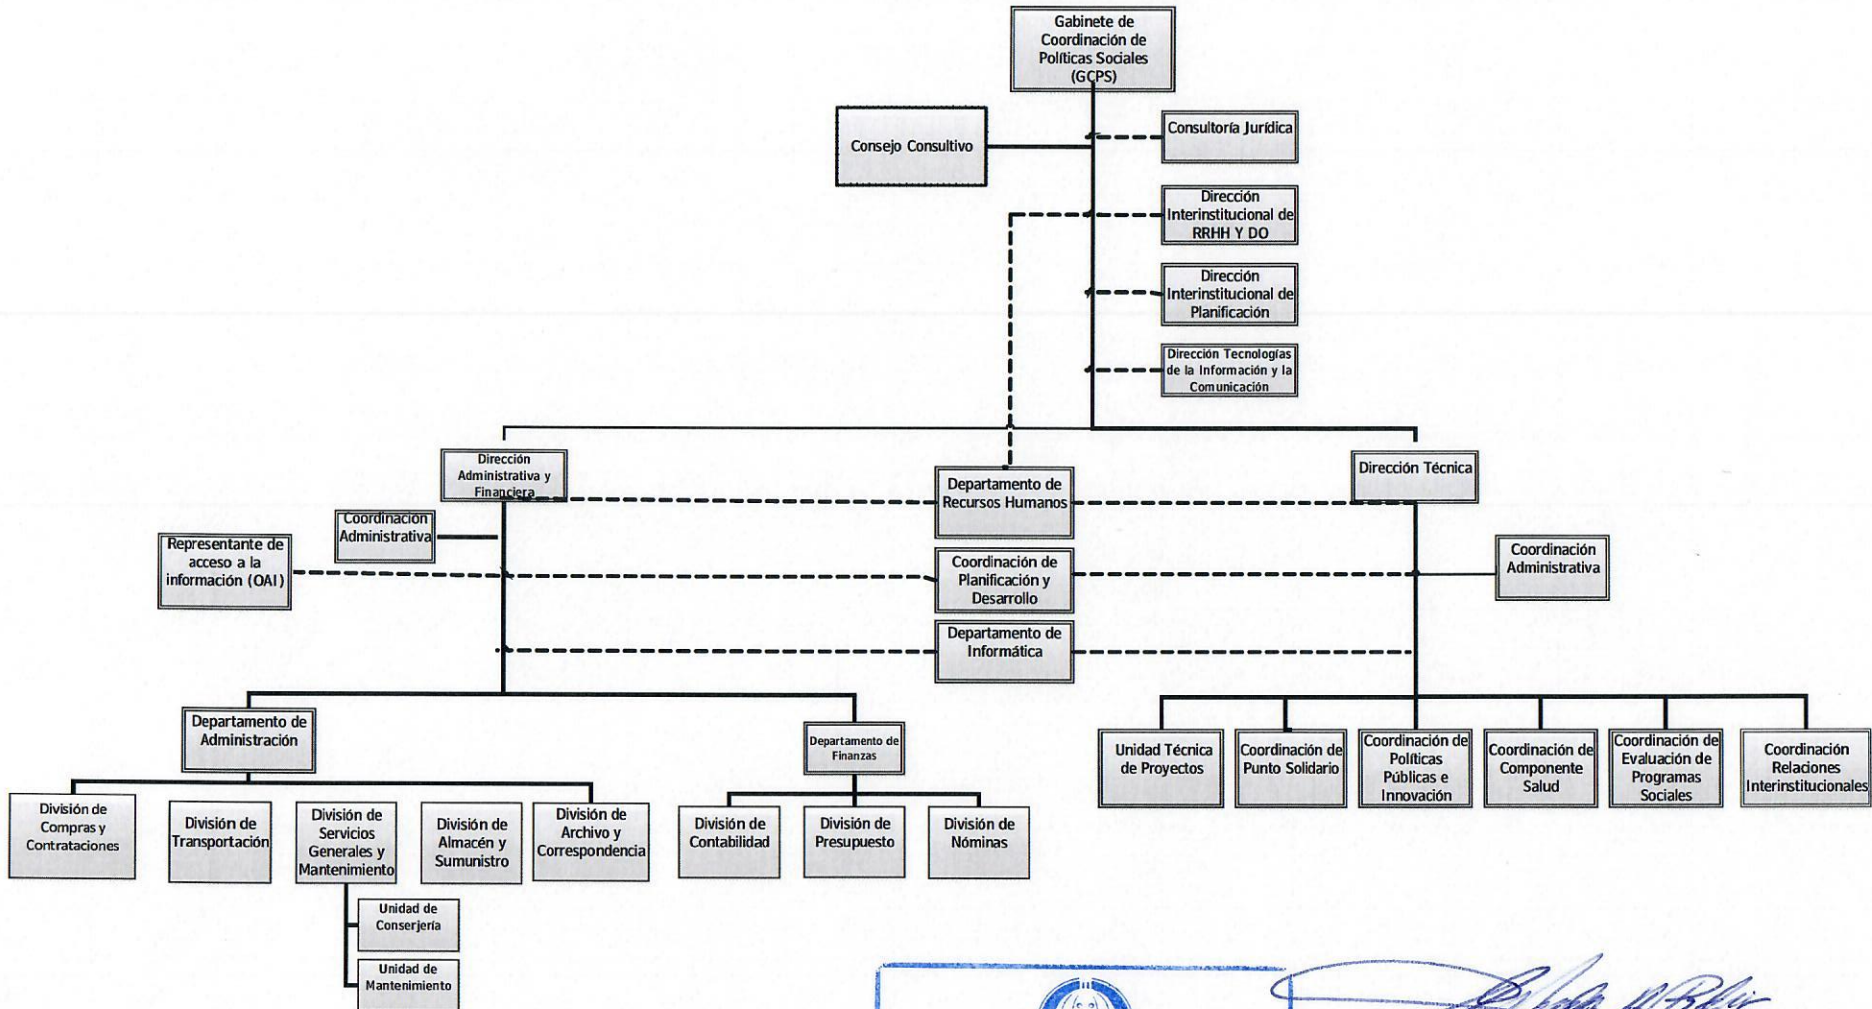 Gabinete de
Coordinación de
Políticas Sociales
(GCPS)
Consejo Consultivo
Consultoría Jurídica
Dirección
Interinstitucional de
RRHH Y DO
Dirección
Interinstitucional de
Planificación
Dirección Tecnologías
de la Información y la
Comunicación
Dirección
Administrativa y
Financiera
Departamento de
Recursos Humanos
Dirección Técnica
Coordinación
Administrativa
Representante de
acceso a la
información (OAI)
Coordinación de
Planificación y
Desarrollo
Coordinación
Administrativa
Departamento de
Informática
Departamento de
Administración
Departamento de
Finanzas
Unidad Técnica
de Proyectos
Coordinación de
Punto Solidario
Coordinación de
Políticas
Públicas e
Innovación
Coordinación de
Componente
Salud
Coordinación de
Evaluación de
Programas
Sociales
Coordinación
Relaciones
Interinstitucionales
División de
Compras y
Contrataciones
División de
Transportación
División de
Servicios
Generales y
Mantenimiento
División de
Almacén y
Sumunistro
División de
Archivo y
Correspondencia
División de
Contabilidad
División de
Presupuesto
División de
Nóminas
Unidad de
Conserjería
Unidad de
Mantenimiento